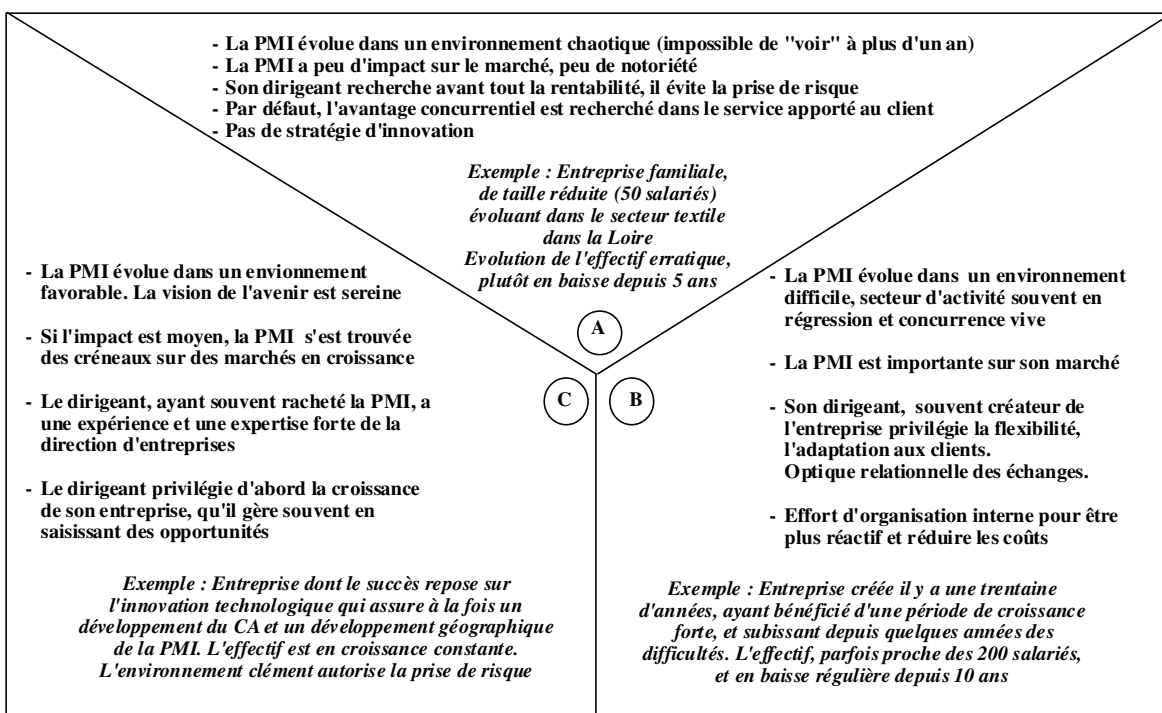 - La PMI évolue dans un environment chaotique (impossible de "voir" à plus d'un an)
- La PMI a peu d'impact sur le marché, peu de notoriété
- Son dirigeant recherche avant tout la rentabilité, il évite la prise de risque
- Par défaut, l'avantage concurrentiel est recherché dans le service apporté au client
- Pas de stratégie d'innovation
Exemple : Entreprise familiale,
de taille réduite (50 salariés)
évoluant dans le secteur textile
dans la Loire
Evolution de l'effectif erratique,
plutôt en baisse depuis 5 ans
A
- La PMI évolue dans un envionnement
favorable. La vision de l'avenir est sereine
- Si l'impact est moyen, la PMI s'est trouvée
des créneaux sur des marchés en croissance
- Le dirigeant, ayant souvent racheté la PMI, a
une expérience et une expertise forte de la
direction d'entreprises
- Le dirigeant privilégie d'abord la croissance
de son entreprise, qu'il gère souvent en
saisissant des opportunités
Exemple : Entreprise dont le succès repose sur
l'innovation technologique qui assure à la fois un
développement du CA et un développement géographique
de la PMI. L'effectif est en croissance constante.
L'environnement clément autorise la prise de risque
C
B
- La PMI évolue dans un environnement
difficile, secteur d'activité souvent en
régression et concurrence vive
- La PMI est importante sur son marché
- Son dirigeant, souvent créateur de
l'entreprise privilégie la flexibilité,
l'adaptation aux clients.
Optique relationnelle des échanges.
- Effort d'organisation interne pour être
plus réactif et réduire les coûts
Exemple : Entreprise créée il y a une trentaine
d'années, ayant bénéficié d'une période de croissance
forte, et subissant depuis quelques années des
difficultés. L'effectif, parfois proche des 200 salariés,
et en baisse régulière depuis 10 ans